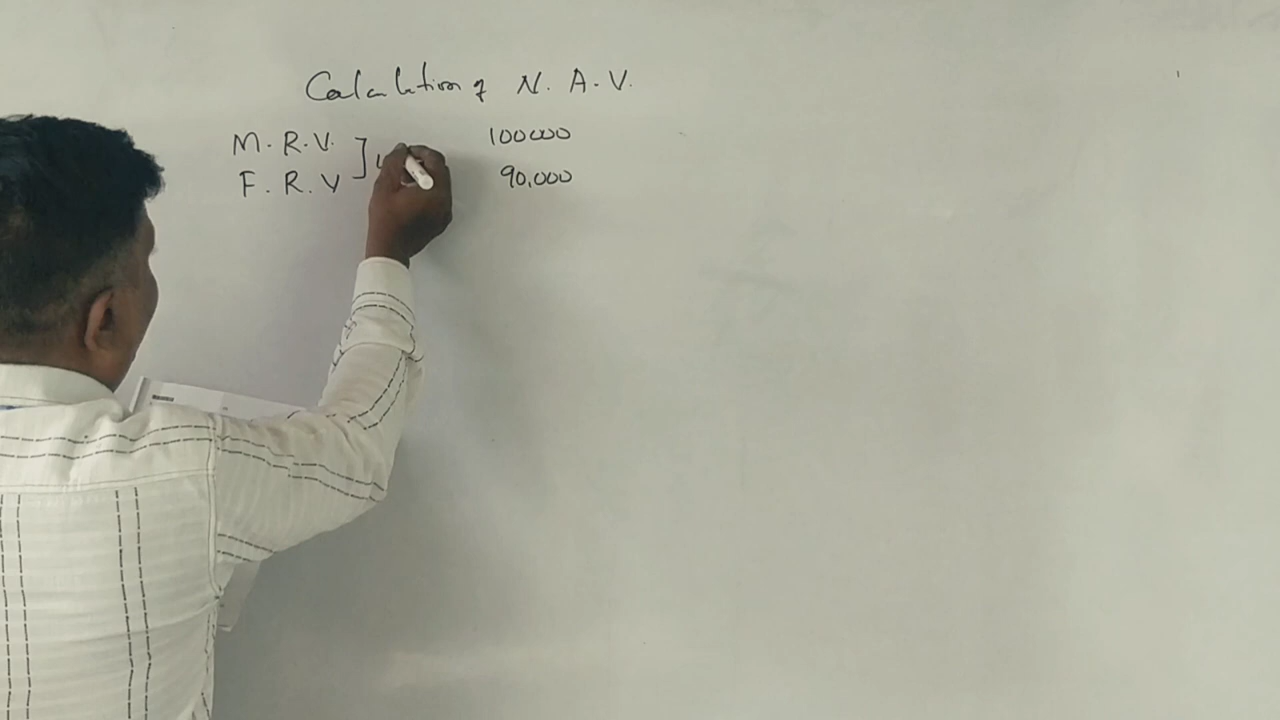 Calculation of N. A. V.
M. R. V. ] 100000
F. R. V 90,000